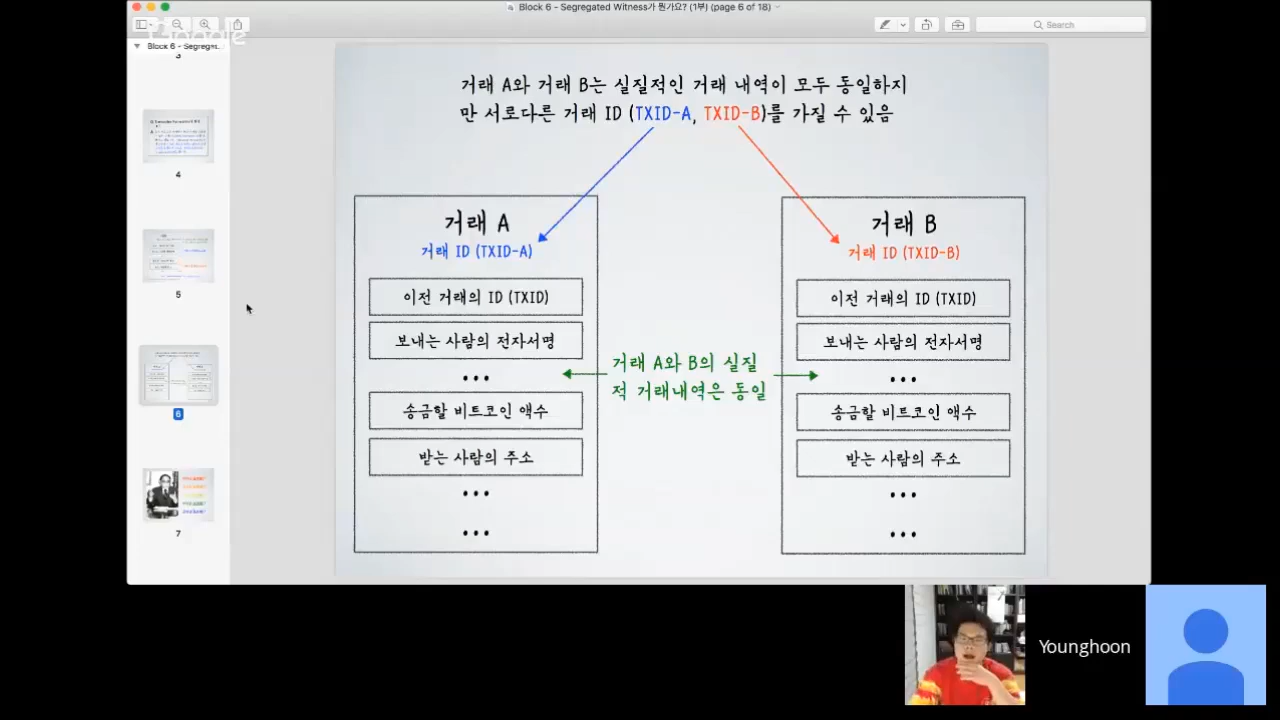 Block 6 - Segregated Witness가 뭔가요? (1부) (page 6 of 18)
Search
Block 6 - Segreg...
3
4
5
6
7
거래 A와 거래 B는 실질적인 거래 내역이 모두 동일하지
만 서로다른 거래 ID (TXID-A, TXID-B)를 가질 수 있음
거래 A
거래 ID (TXID-A)
이전 거래의 ID (TXID)
보내는 사람의 전자서명
...
송금할 비트코인 액수
받는 사람의 주소
...
...
거래 A와 B의 실질
적 거래내역은 동일
거래 B
거래 ID (TXID-B)
이전 거래의 ID (TXID)
보내는 사람의 전자서명
...
송금할 비트코인 액수
받는 사람의 주소
...
...
Younghoon